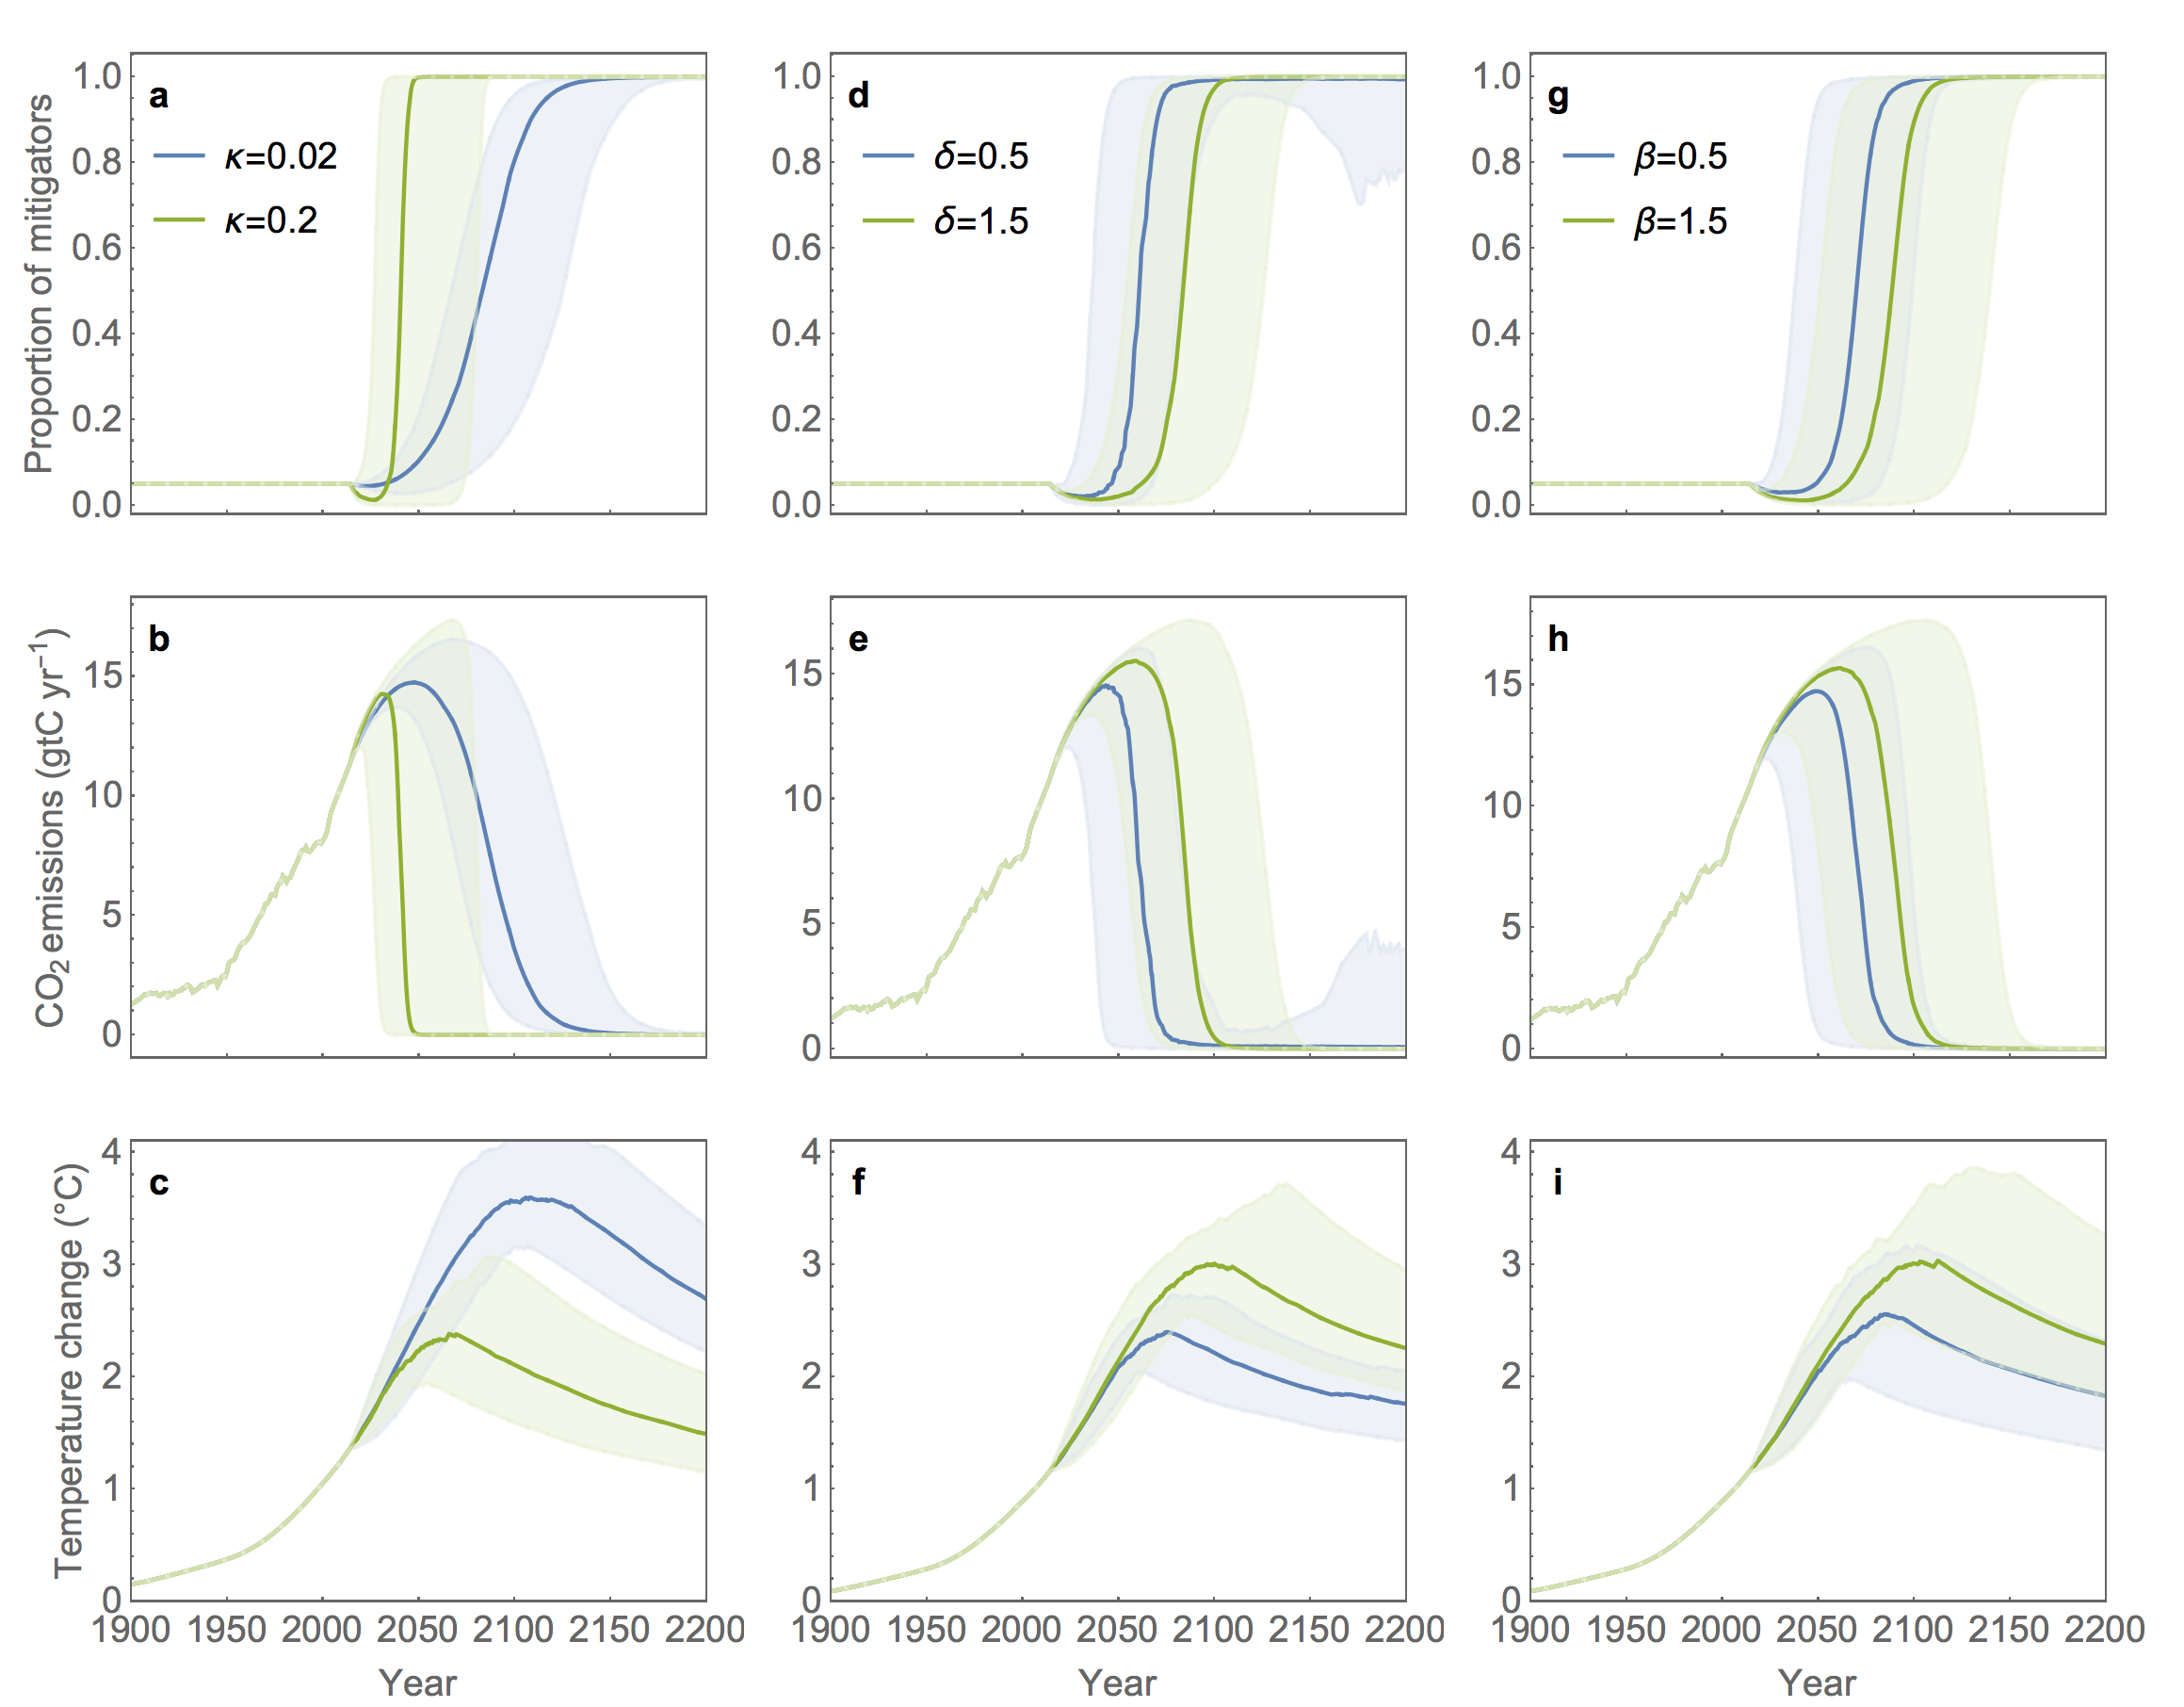 a
κ=0.02
κ=0.2
1.0
0.8
0.6
0.4
0.2
0.0
Proportion of mitigators
d
δ=0.5
δ=1.5
1.0
0.8
0.6
0.4
0.2
0.0
g
β=0.5
β=1.5
1.0
0.8
0.6
0.4
0.2
0.0
b
15
10
5
0
CO₂ emissions (gtC yr⁻¹)
e
15
10
5
0
h
15
10
5
0
c
4
3
2
1
0
Temperature change (°C)
1900 1950 2000 2050 2100 2150 2200
Year
f
4
3
2
1
0
1900 1950 2000 2050 2100 2150 2200
Year
i
4
3
2
1
0
1900 1950 2000 2050 2100 2150 2200
Year